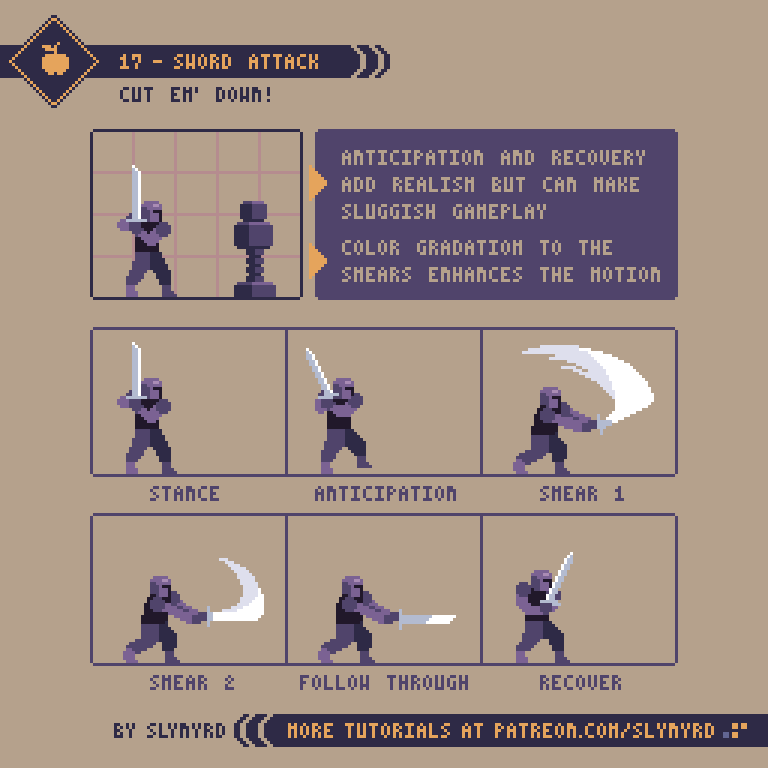 17 - SWORD ATTACK
CUT EM' DOWN!
ANTICIPATION AND RECOVERY
ADD REALISM BUT CAN MAKE
SLUGGISH GAMEPLAY
COLOR GRADATION TO THE
SMEARS ENHANCES THE MOTION
STANCE
ANTICIPATION
SMEAR 1
SMEAR 2
FOLLOW THROUGH
RECOVER
BY SLYNYRD
MORE TUTORIALS AT PATREON.COM/SLYNYRD